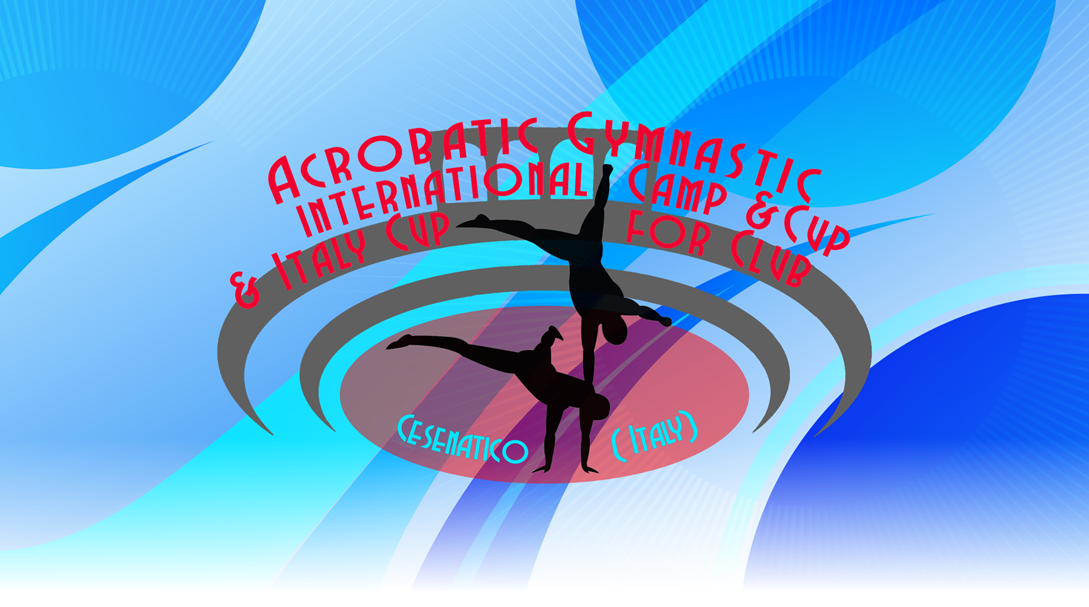 Acrobatic Gymnastic
International Camp & Cup
& Italy Cup for Club
Cesenatico (Italy)